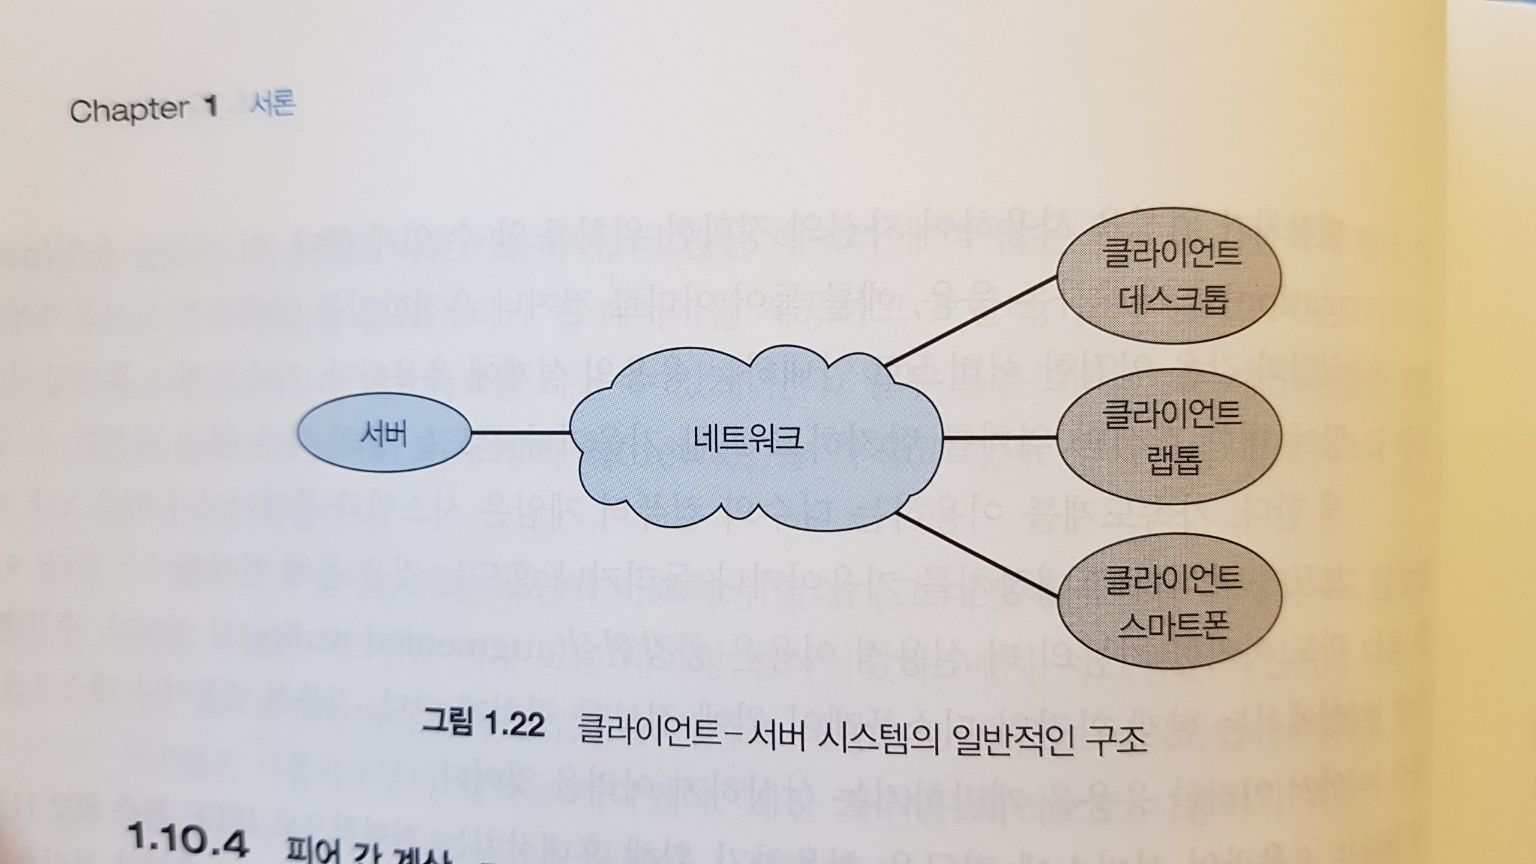 Chapter 1 서론
클라이언트
데스크톱
서버
네트워크
클라이언트
랩톱
클라이언트
스마트폰
그림 1.22 클라이언트-서버 시스템의 일반적인 구조
1.10.4 피어 간 계산